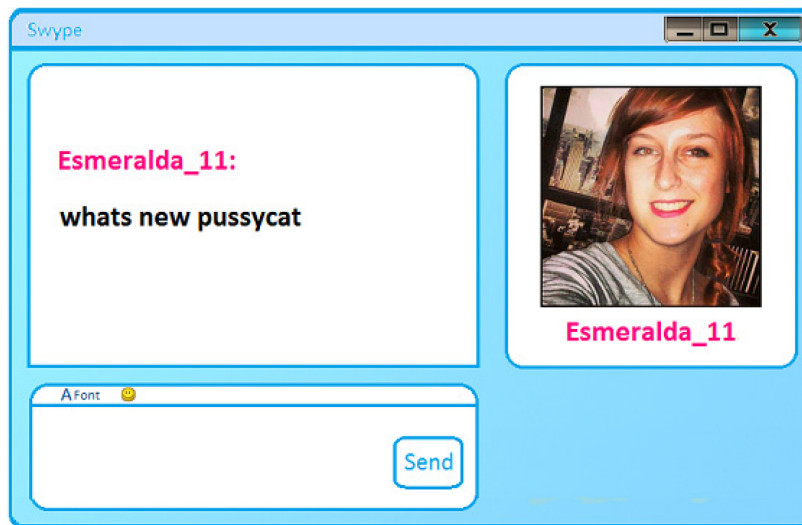 Swype
Esmeralda_11:
whats new pussycat
Esmeralda_11
A Font
Send